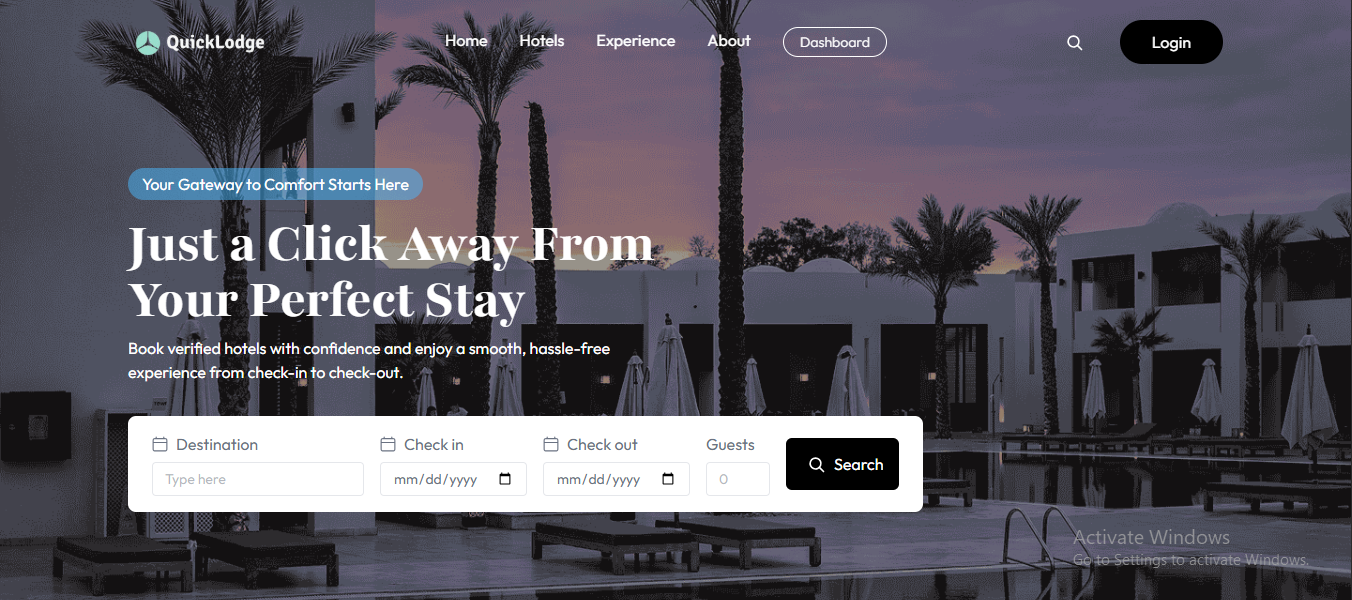 QuickLodge
Home Hotels Experience About Dashboard
Login
Your Gateway to Comfort Starts Here
Just a Click Away From
Your Perfect Stay
Book verified hotels with confidence and enjoy a smooth, hassle-free
experience from check-in to check-out.
Destination Check in Check out Guests
Type here mm/dd/yyyy mm/dd/yyyy 0
Search
Activate Windows
Go to Settings to activate Windows.